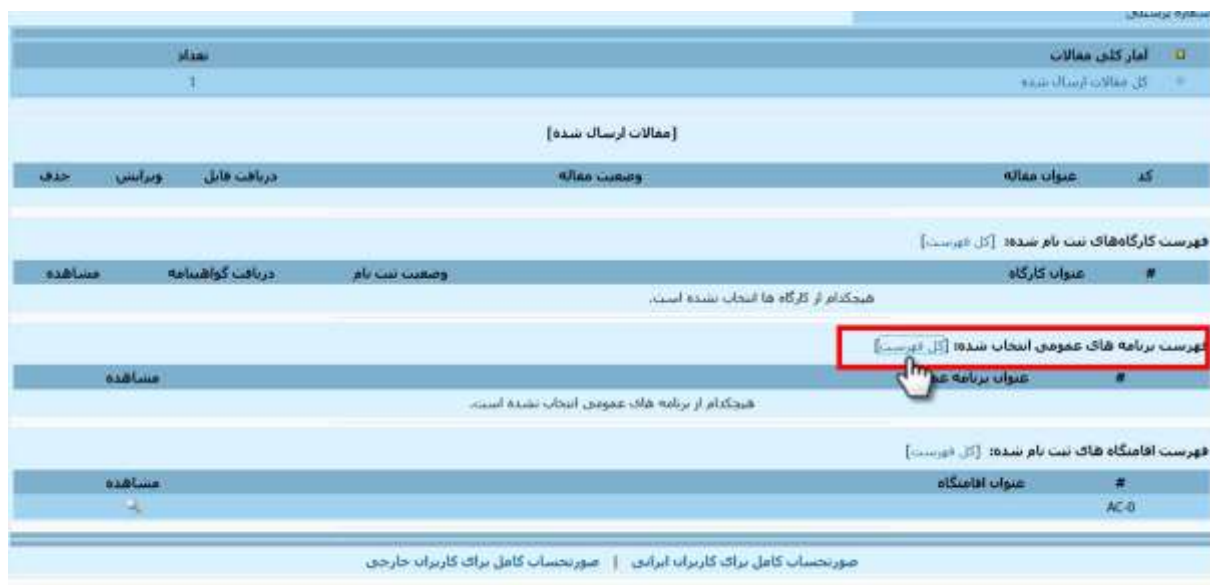 شماره پرسنلی
آمار کلی مقالات تعداد
کل مقالات ارسال شده 1
[مقالات ارسال شده]
کد عنوان مقاله وضعیت مقاله دریافت فایل ویرایش حذف
فهرست کارگاه‌های ثبت نام شده: [کل فهرست]
# عنوان کارگاه وضعیت ثبت نام دریافت گواهینامه مشاهده
هیچکدام از کارگاه ها انتخاب نشده است.
فهرست برنامه های عمومی انتخاب شده: [کل فهرست]
# عنوان برنامه مشاهده
هیچکدام از برنامه های عمومی انتخاب نشده است.
فهرست اقامتگاه های ثبت نام شده: [کل فهرست]
# عنوان اقامتگاه مشاهده
AC-0
صورتحساب کامل برای کاربران ایرانی | صورتحساب کامل برای کاربران خارجی